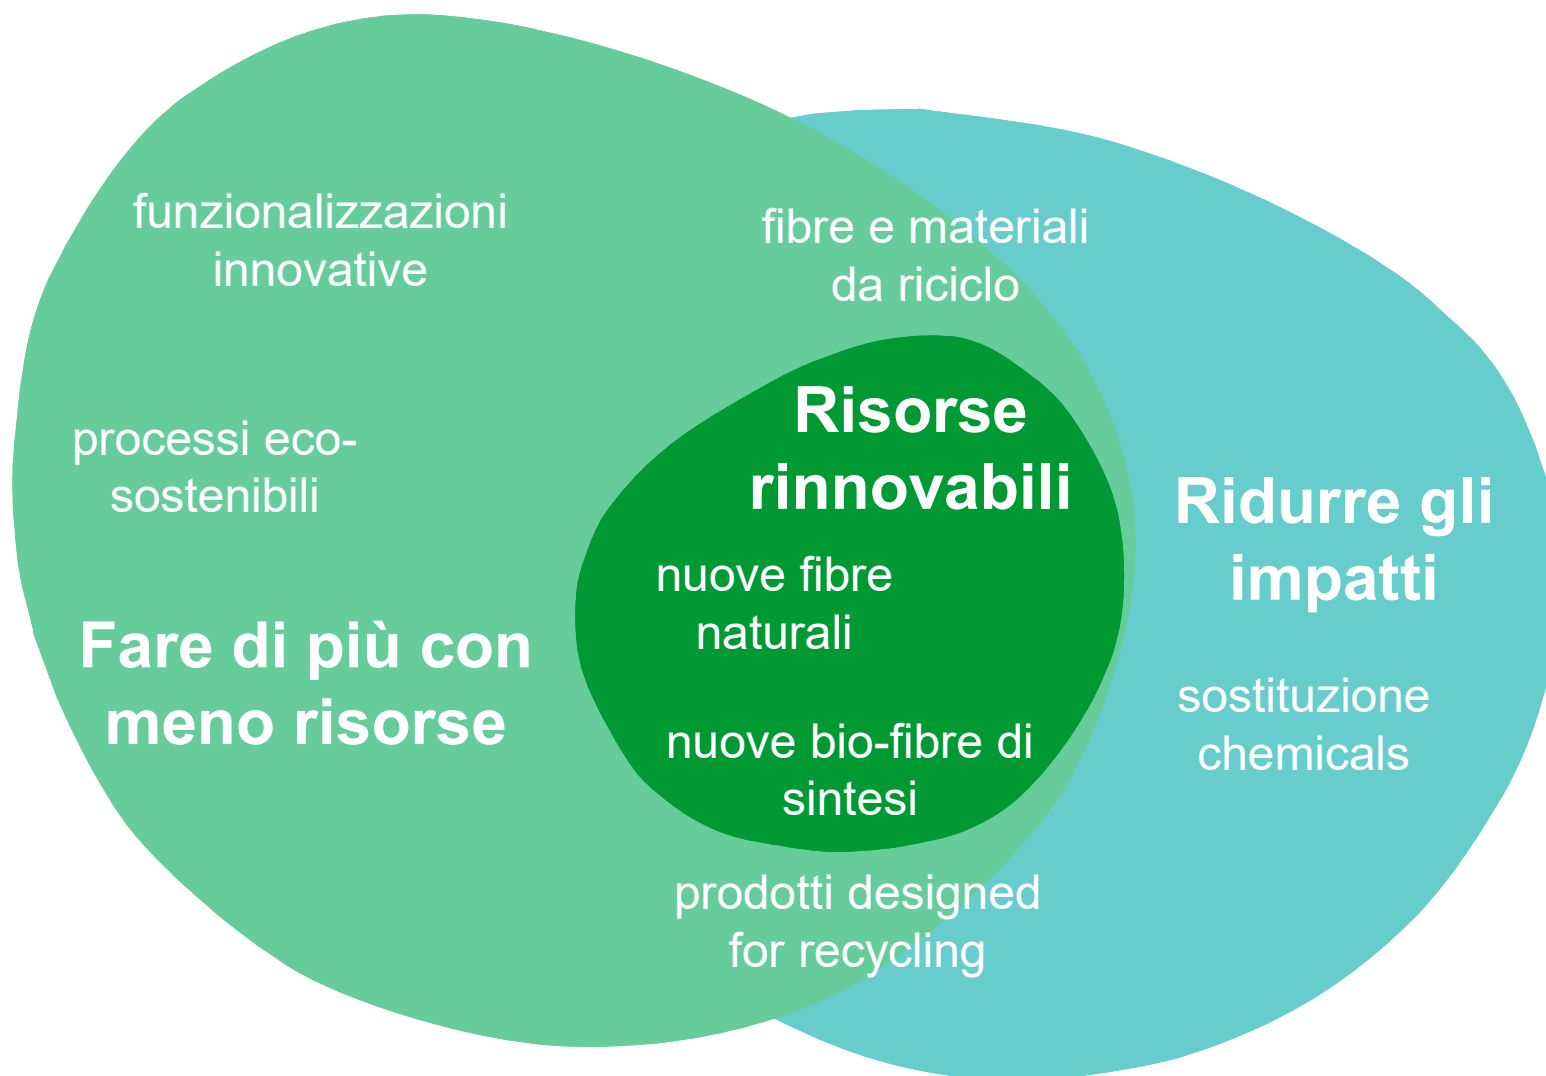 funzionalizzazioni
innovative
fibre e materiali
da riciclo
processi eco-
sostenibili
Fare di più con
meno risorse
Risorse
rinnovabili
nuove fibre
naturali
nuove bio-fibre di
sintesi
prodotti designed
for recycling
Ridurre gli
impatti
sostituzione
chemicals